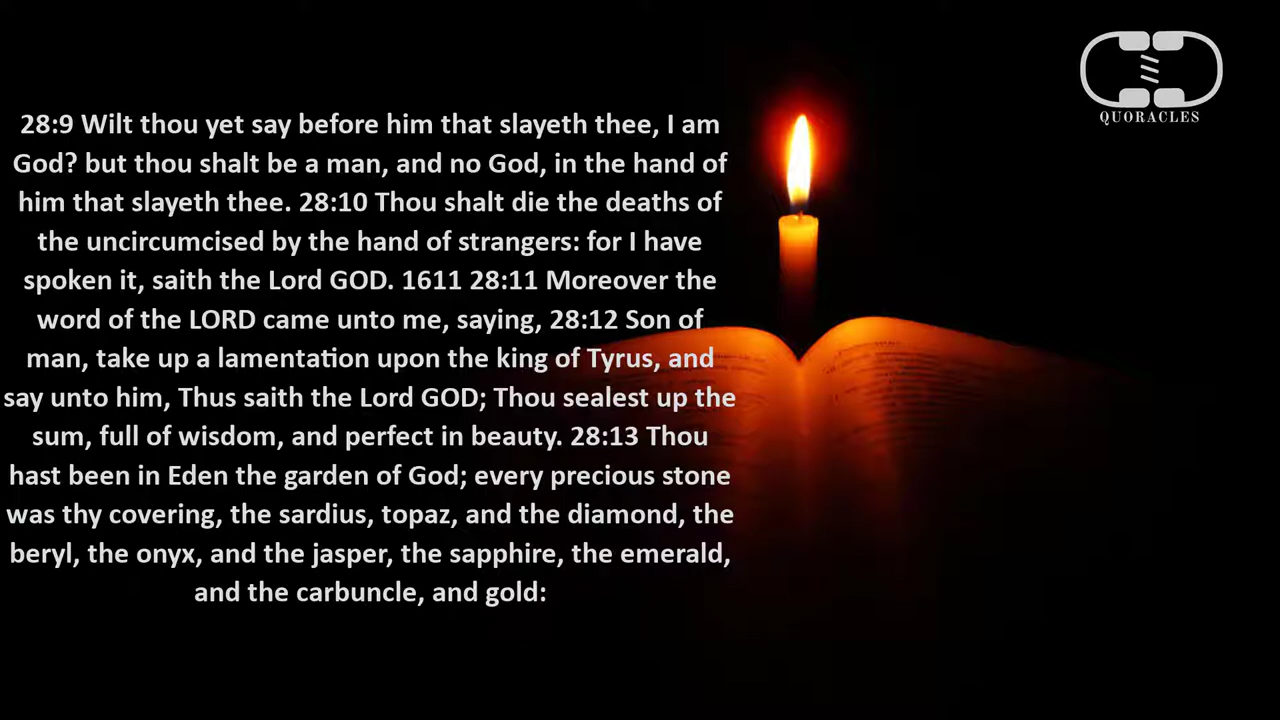 28:9 Wilt thou yet say before him that slayeth thee, I am
God? but thou shalt be a man, and no God, in the hand of
him that slayeth thee. 28:10 Thou shalt die the deaths of
the uncircumcised by the hand of strangers: for I have
spoken it, saith the Lord GOD. 1611 28:11 Moreover the
word of the LORD came unto me, saying, 28:12 Son of
man, take up a lamentation upon the king of Tyrus, and
say unto him, Thus saith the Lord GOD; Thou sealest up the
sum, full of wisdom, and perfect in beauty. 28:13 Thou
hast been in Eden the garden of God; every precious stone
was thy covering, the sardius, topaz, and the diamond, the
beryl, the onyx, and the jasper, the sapphire, the emerald,
and the carbuncle, and gold:
QUORACLES